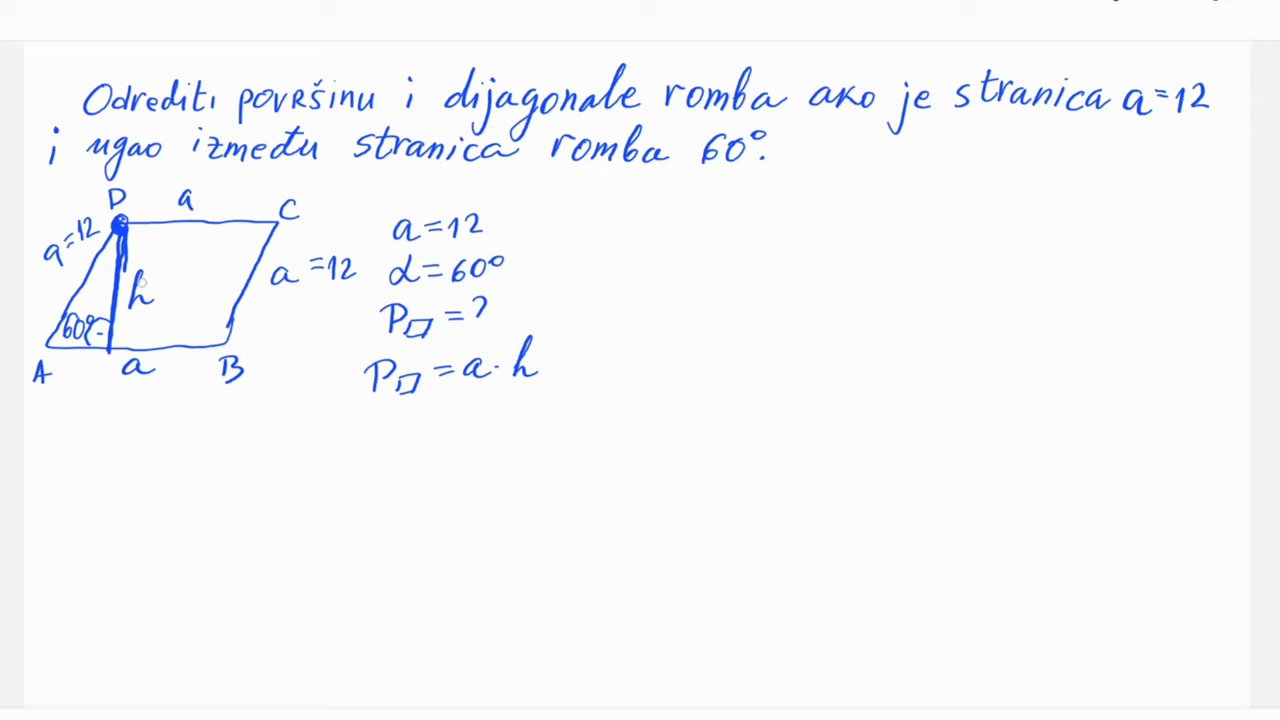 Odrediti površinu i dijagonale romba ako je stranica a=12
i ugao između stranica romba 60°.
D a C
a=12
h
a =12
60°
A a B
a=12
α=60°
P▱=?
P▱=a·h